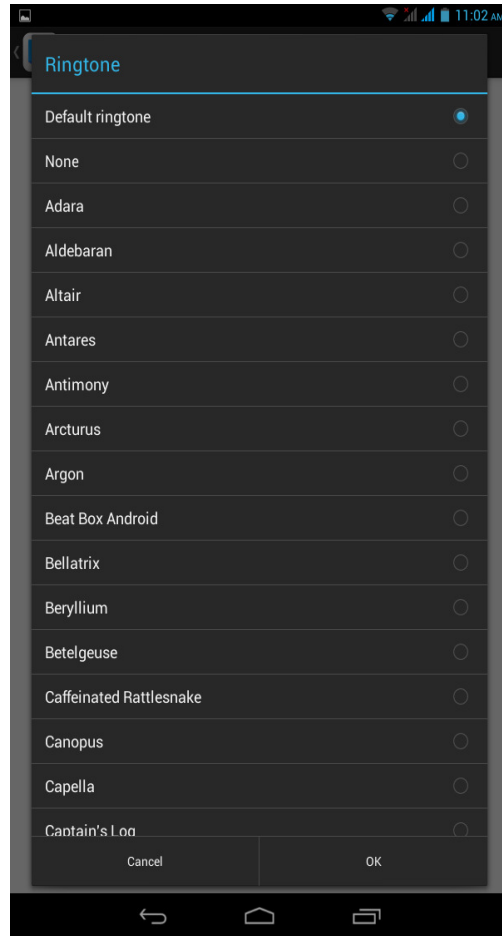 11:02 AM
Ringtone
Default ringtone
None
Adara
Aldebaran
Altair
Antares
Antimony
Arcturus
Argon
Beat Box Android
Bellatrix
Beryllium
Betelgeuse
Caffeinated Rattlesnake
Canopus
Capella
Captain's Log
Cancel OK